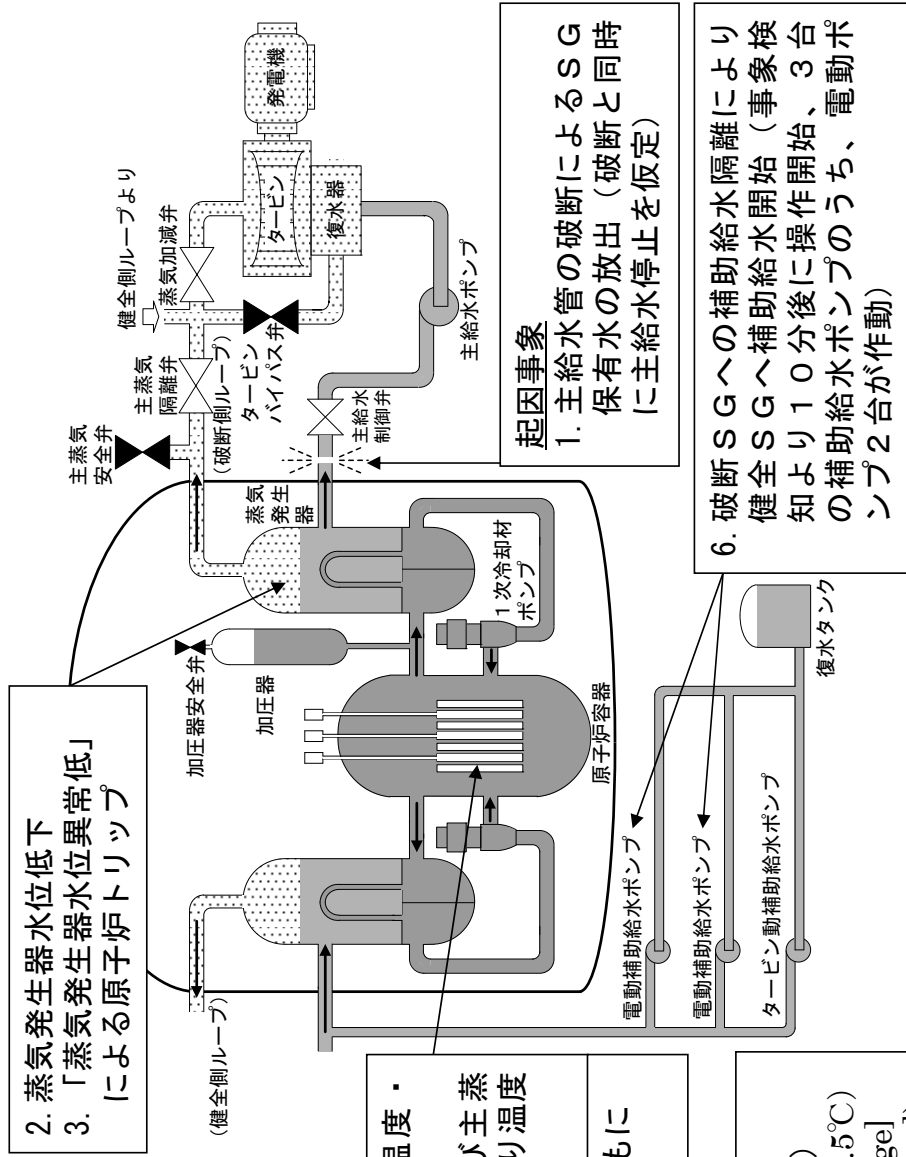 2. 蒸気発生器水位低下
3. 「蒸気発生器水位異常低」
による原子炉トリップ
(健全側ループ)
加圧器安全弁
加圧器
主蒸気
安全弁
主蒸気
隔離弁
(破断側ループ)
健全側ループより
蒸気加減弁
タービン
バイパス弁
発電機
タービン
復水器
蒸気
発生
器
主給水
制御弁
主給水ポンプ
1次冷却材
ポンプ
原子炉容器
起因事象
1. 主給水管の破断によるSG
保有水の放出(破断と同時
に主給水停止を仮定)
電動補助給水ポンプ
電動補助給水ポンプ
タービン動補助給水ポンプ
復水タンク
6. 破断SGへの補助給水隔離により
健全SGへ補助給水開始(事象検
知より10分後に操作開始、3台
の補助給水ポンプのうち、電動ポ
ンプ2台が作動)
温度・
び主蒸
り温度
もに
)
.5℃)
ge]